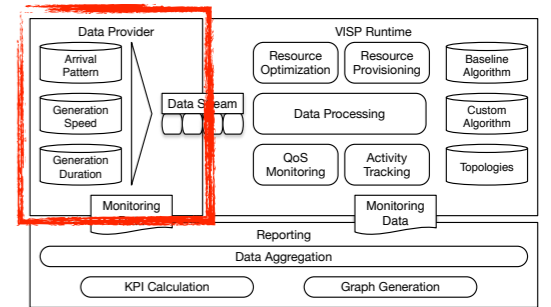 Data Provider
VISP Runtime
Arrival
Pattern
Generation
Speed
Generation
Duration
Data Stream
Resource
Optimization
Resource
Provisioning
Baseline
Algorithm
Data Processing
Custom
Algorithm
QoS
Monitoring
Activity
Tracking
Topologies
Monitoring
Monitoring
Data
Reporting
Data Aggregation
KPI Calculation
Graph Generation